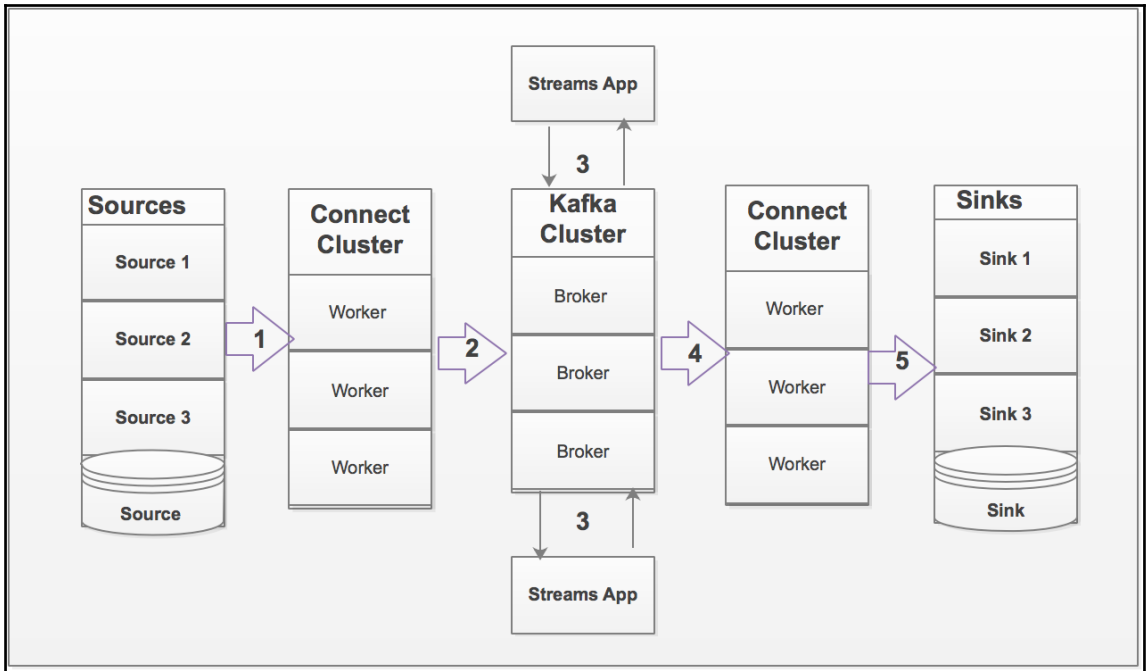 Streams App
3
Sources
Source 1
Source 2
Source 3
Source
1
Connect
Cluster
Worker
Worker
Worker
2
Kafka
Cluster
Broker
Broker
Broker
4
Connect
Cluster
Worker
Worker
Worker
5
Sinks
Sink 1
Sink 2
Sink 3
Sink
3
Streams App